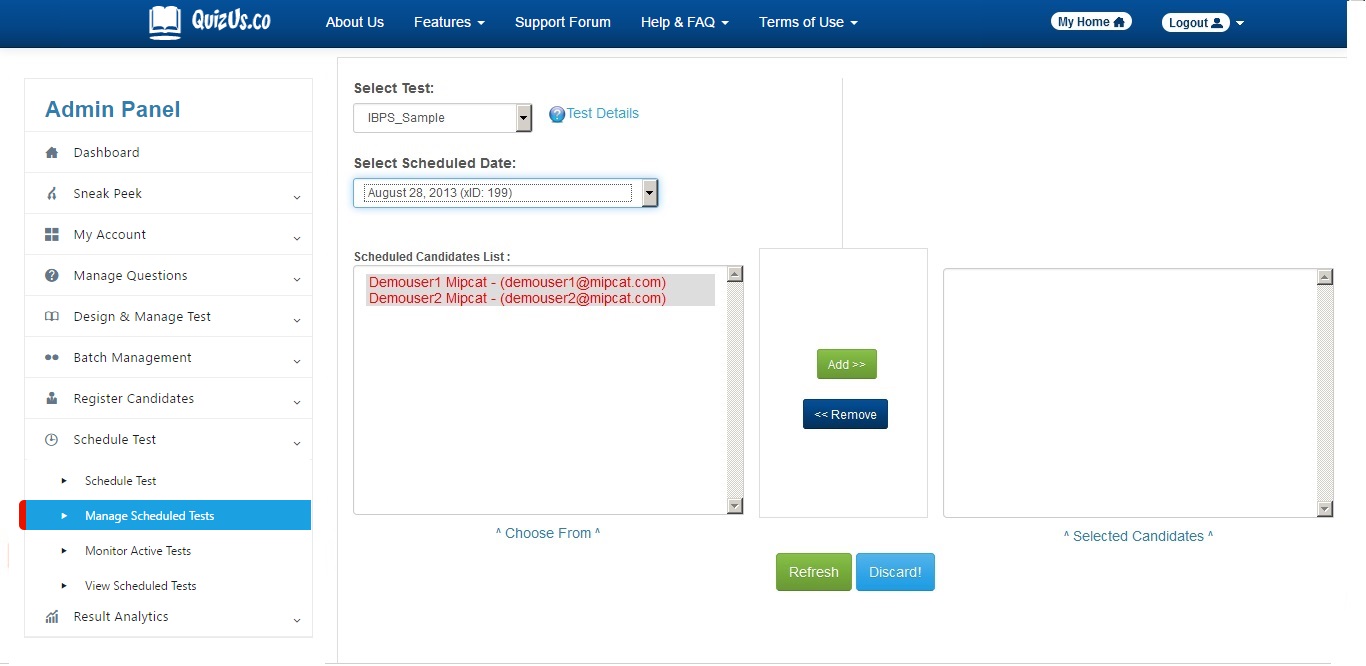 QuizUs.co
About Us Features Support Forum Help & FAQ Terms of Use My Home Logout
Admin Panel
Dashboard
Sneak Peek
My Account
Manage Questions
Design & Manage Test
Batch Management
Register Candidates
Schedule Test
Schedule Test
Manage Scheduled Tests
Monitor Active Tests
View Scheduled Tests
Result Analytics
Select Test:
IBPS_Sample
? Test Details
Select Scheduled Date:
August 28, 2013 (xID: 199)
Scheduled Candidates List :
Demouser1 Mipcat - (demouser1@mipcat.com)
Demouser2 Mipcat - (demouser2@mipcat.com)
^ Choose From ^
Add >>
<< Remove
^ Selected Candidates ^
Refresh Discard!